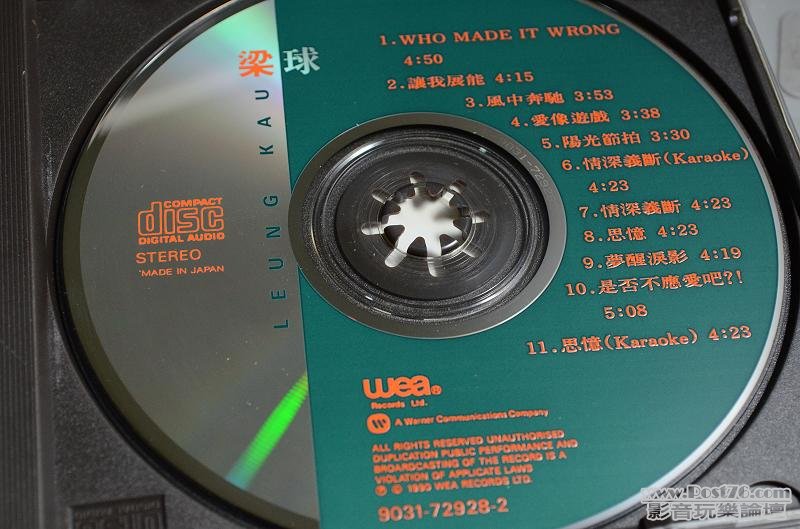 梁球
LEUNG KAU
COMPACT
disc
DIGITAL AUDIO
STEREO
*MADE IN JAPAN
1.WHO MADE IT WRONG
4:50
2.讓我展能 4:15
3.風中奔馳 3:53
4.愛像遊戲 3:38
5.陽光節拍 3:30
6.情深義斷(Karaoke)
4:23
7.情深義斷 4:23
8.思憶 4:23
9.夢醒淚影 4:19
10.是否不應愛吧?!
5:08
11.思憶(Karaoke) 4:23
wea®
Records Ltd.
A Warner Communications Company
ALL RIGHTS RESERVED UNAUTHORISED
DUPLICATION PUBLIC PERFORMANCE AND
BROADCASTING OF THE RECORD IS A
VIOLATION OF APPLICATE LAWS
℗ © 1990 WEA RECORDS LTD.
9031-72928-2
www.Post76.com
影音玩樂論壇